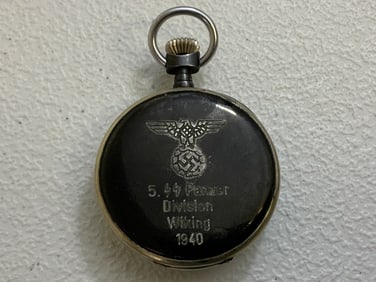 5. ᛋᛋ Panzer
Division
Wiking
1940